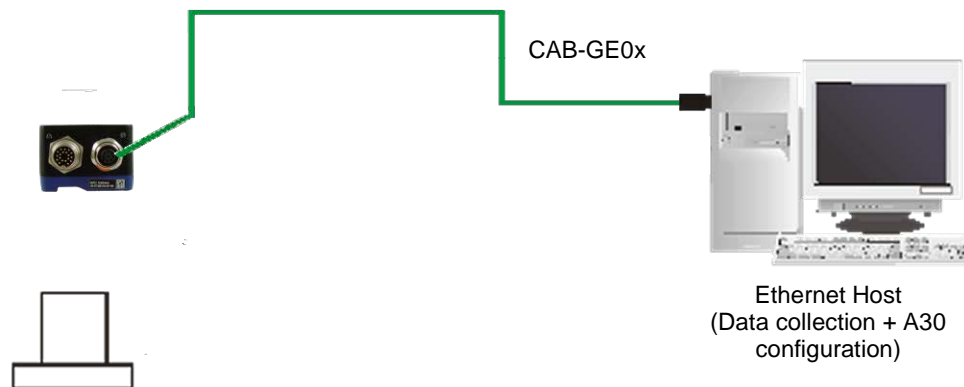 CAB-GE0x
Ethernet Host
(Data collection + A30
configuration)